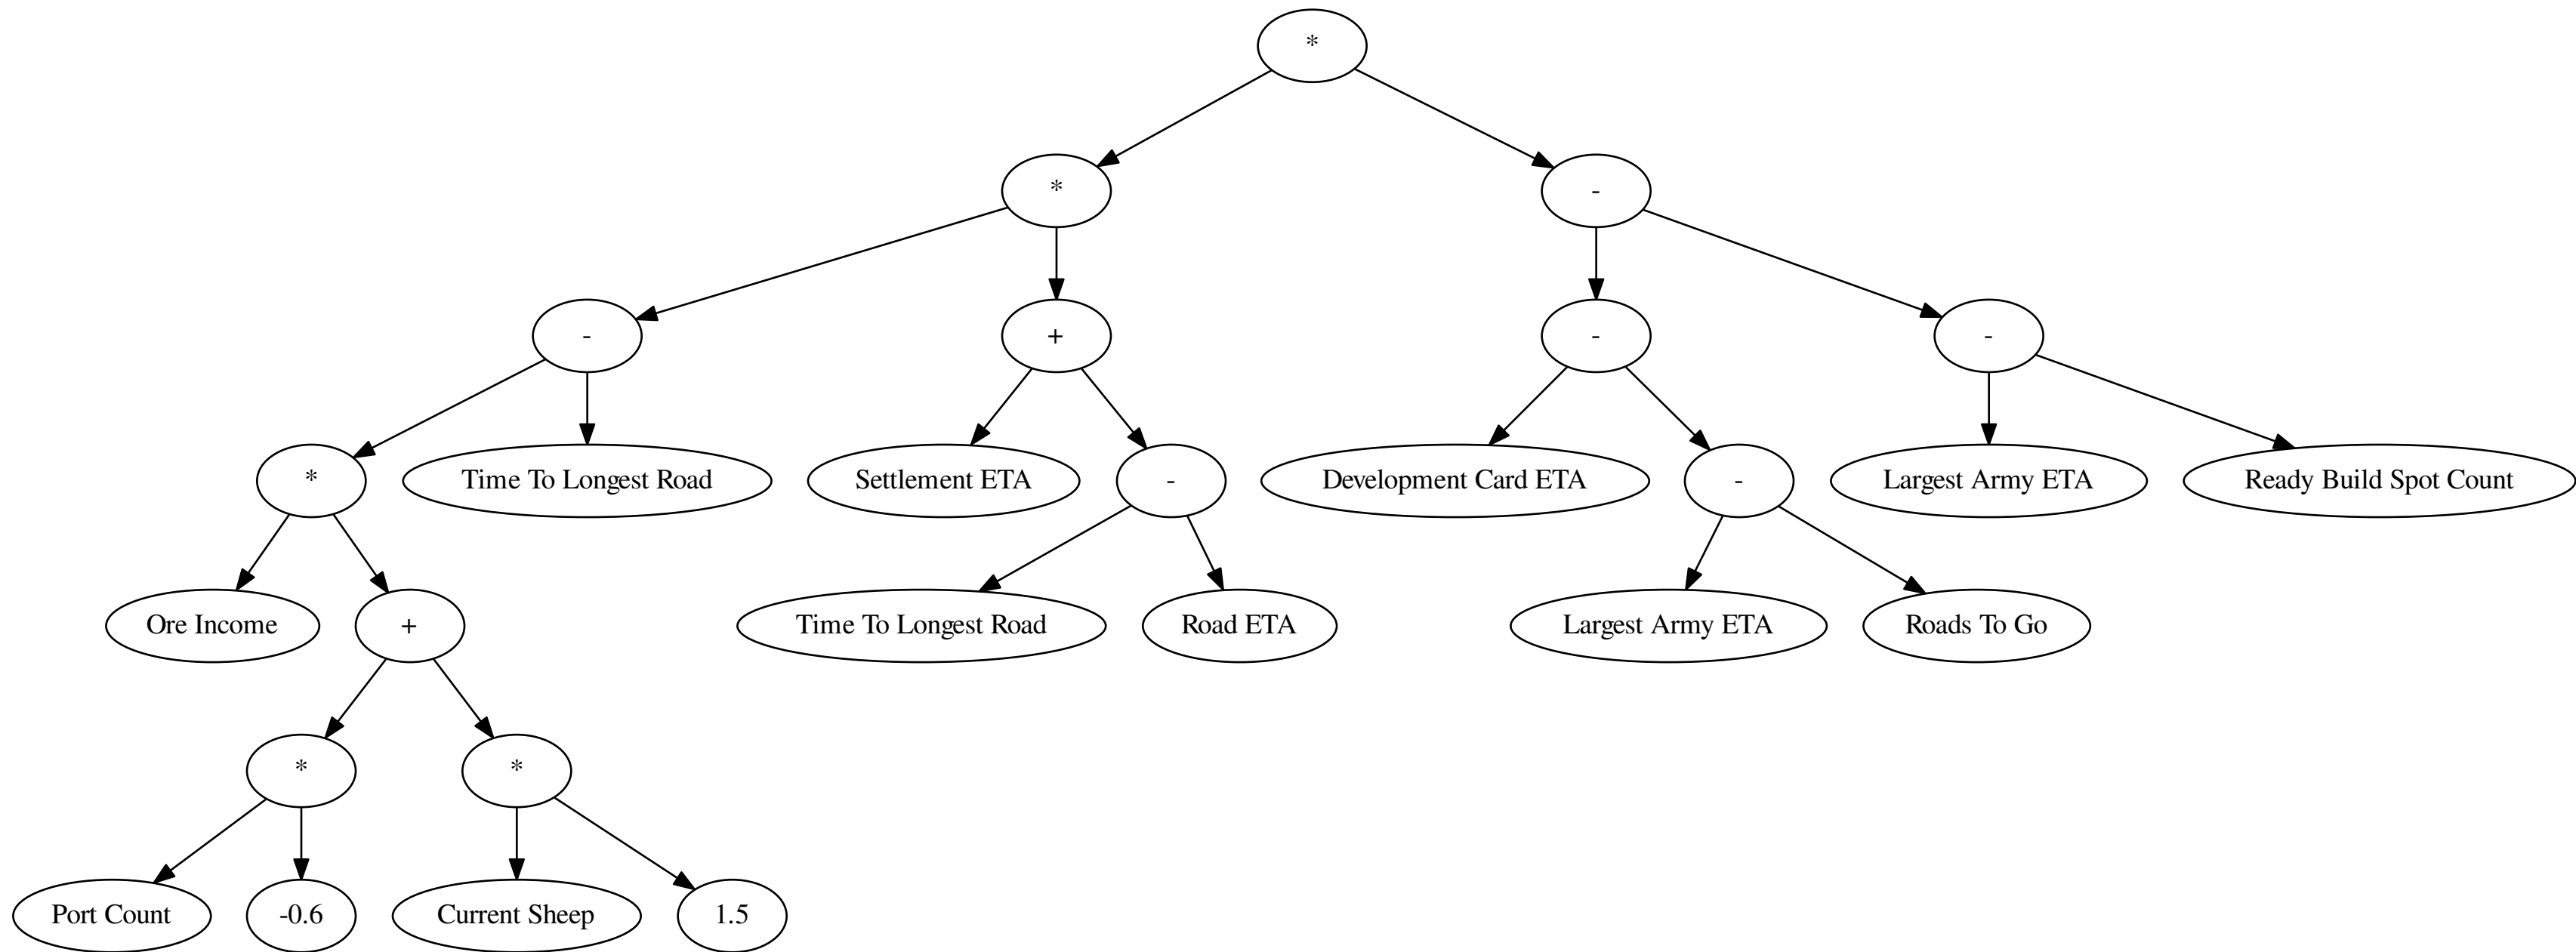 *
*
-
-
+
-
-
*
Time To Longest Road
Settlement ETA
-
Development Card ETA
-
Largest Army ETA
Ready Build Spot Count
Ore Income
+
Time To Longest Road
Road ETA
Largest Army ETA
Roads To Go
*
*
Port Count
-0.6
Current Sheep
1.5